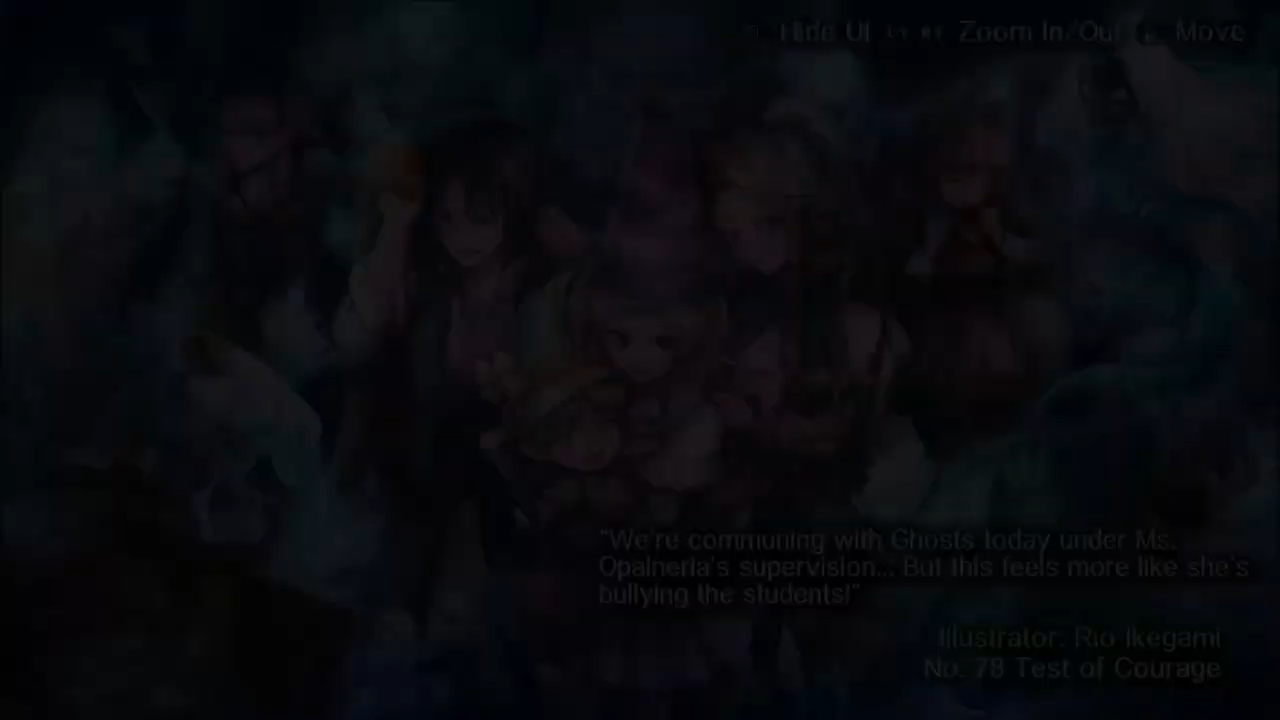 Hide UI Zoom In/Out Move
"We're communing with Ghosts today under Ms.
Opalneria's supervision... But this feels more like she's
bullying the students!"
Illustrator: Rio Ikegami
No. 78 Test of Courage